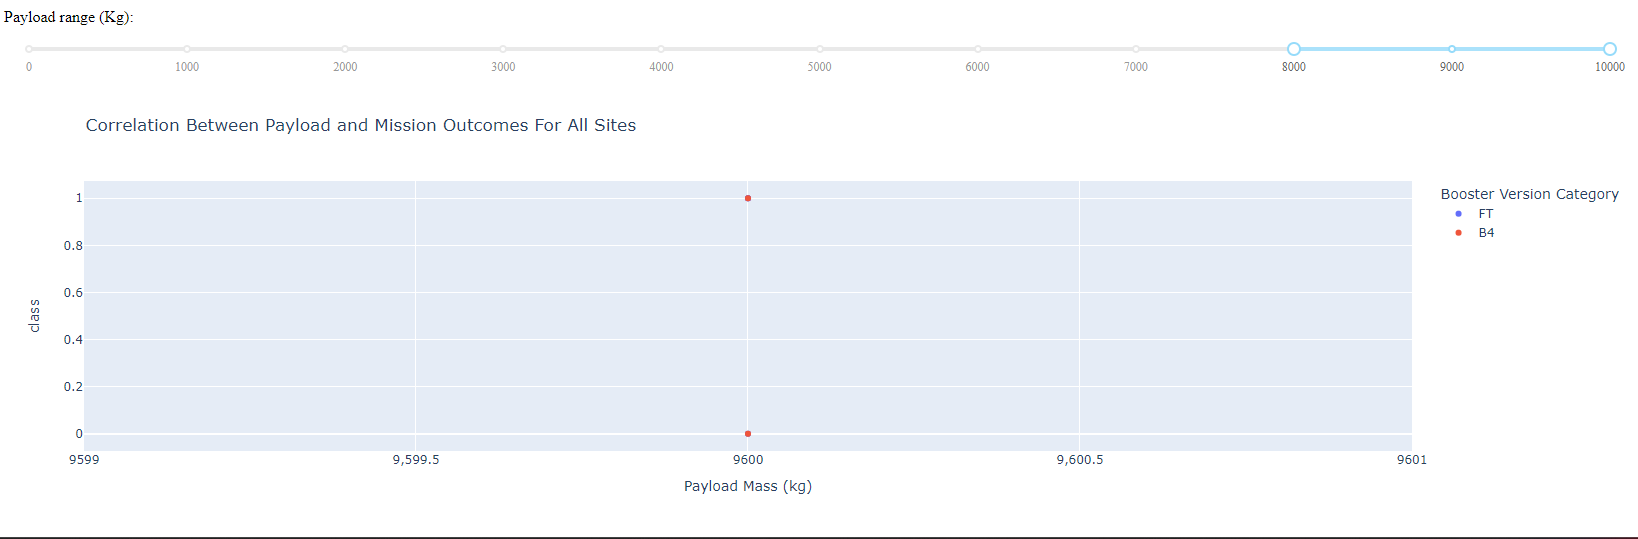 Payload range (Kg):
0 1000 2000 3000 4000 5000 6000 7000 8000 9000 10000
Correlation Between Payload and Mission Outcomes For All Sites
Booster Version Category
FT
B4
class
1
0.8
0.6
0.4
0.2
0
9599 9,599.5 9600 9,600.5 9601
Payload Mass (kg)